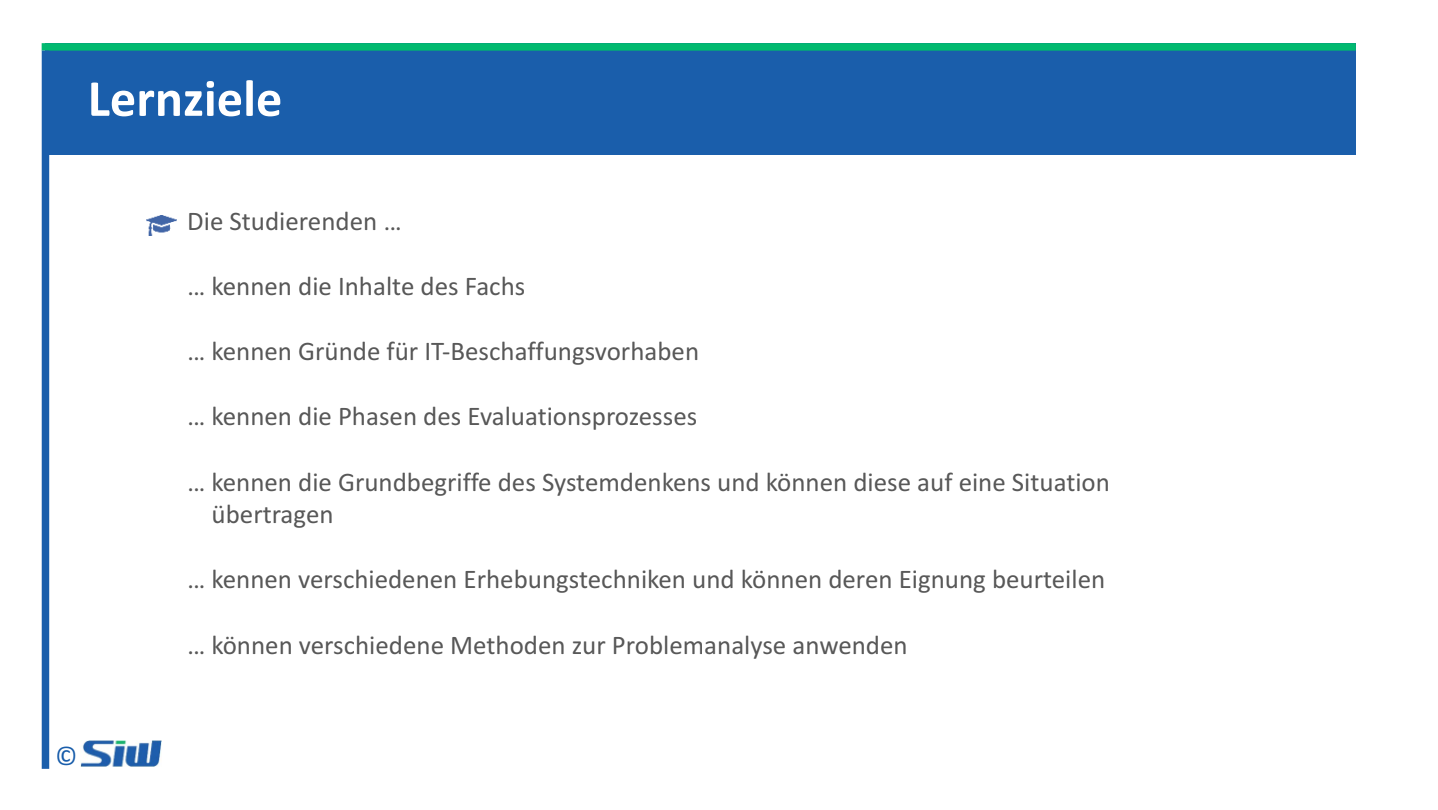 Lernziele
Die Studierenden …
… kennen die Inhalte des Fachs
… kennen Gründe für IT-Beschaffungsvorhaben
… kennen die Phasen des Evaluationsprozesses
… kennen die Grundbegriffe des Systemdenkens und können diese auf eine Situation
übertragen
… kennen verschiedenen Erhebungstechniken und können deren Eignung beurteilen
… können verschiedene Methoden zur Problemanalyse anwenden
© SiW